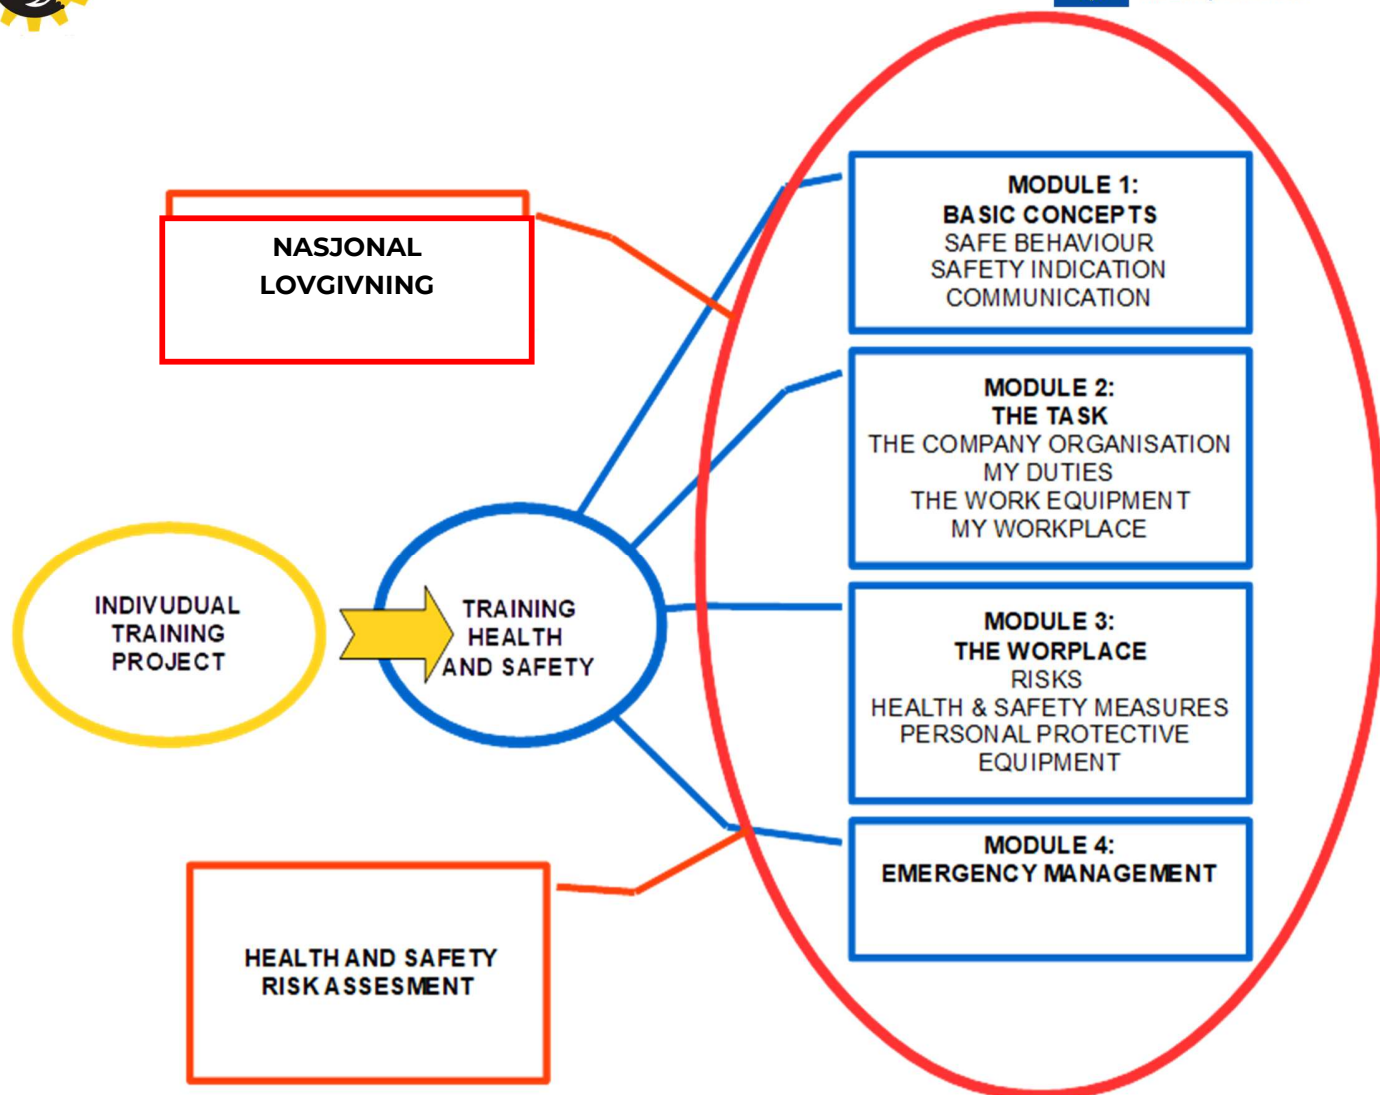 NASJONAL
LOVGIVNING
MODULE 1:
BASIC CONCEPTS
SAFE BEHAVIOUR
SAFETY INDICATION
COMMUNICATION
MODULE 2:
THE TASK
THE COMPANY ORGANISATION
MY DUTIES
THE WORK EQUIPMENT
MY WORKPLACE
INDIVUDUAL
TRAINING
PROJECT
TRAINING
HEALTH
AND SAFETY
MODULE 3:
THE WORPLACE
RISKS
HEALTH & SAFETY MEASURES
PERSONAL PROTECTIVE
EQUIPMENT
MODULE 4:
EMERGENCY MANAGEMENT
HEALTH AND SAFETY
RISK ASSESMENT